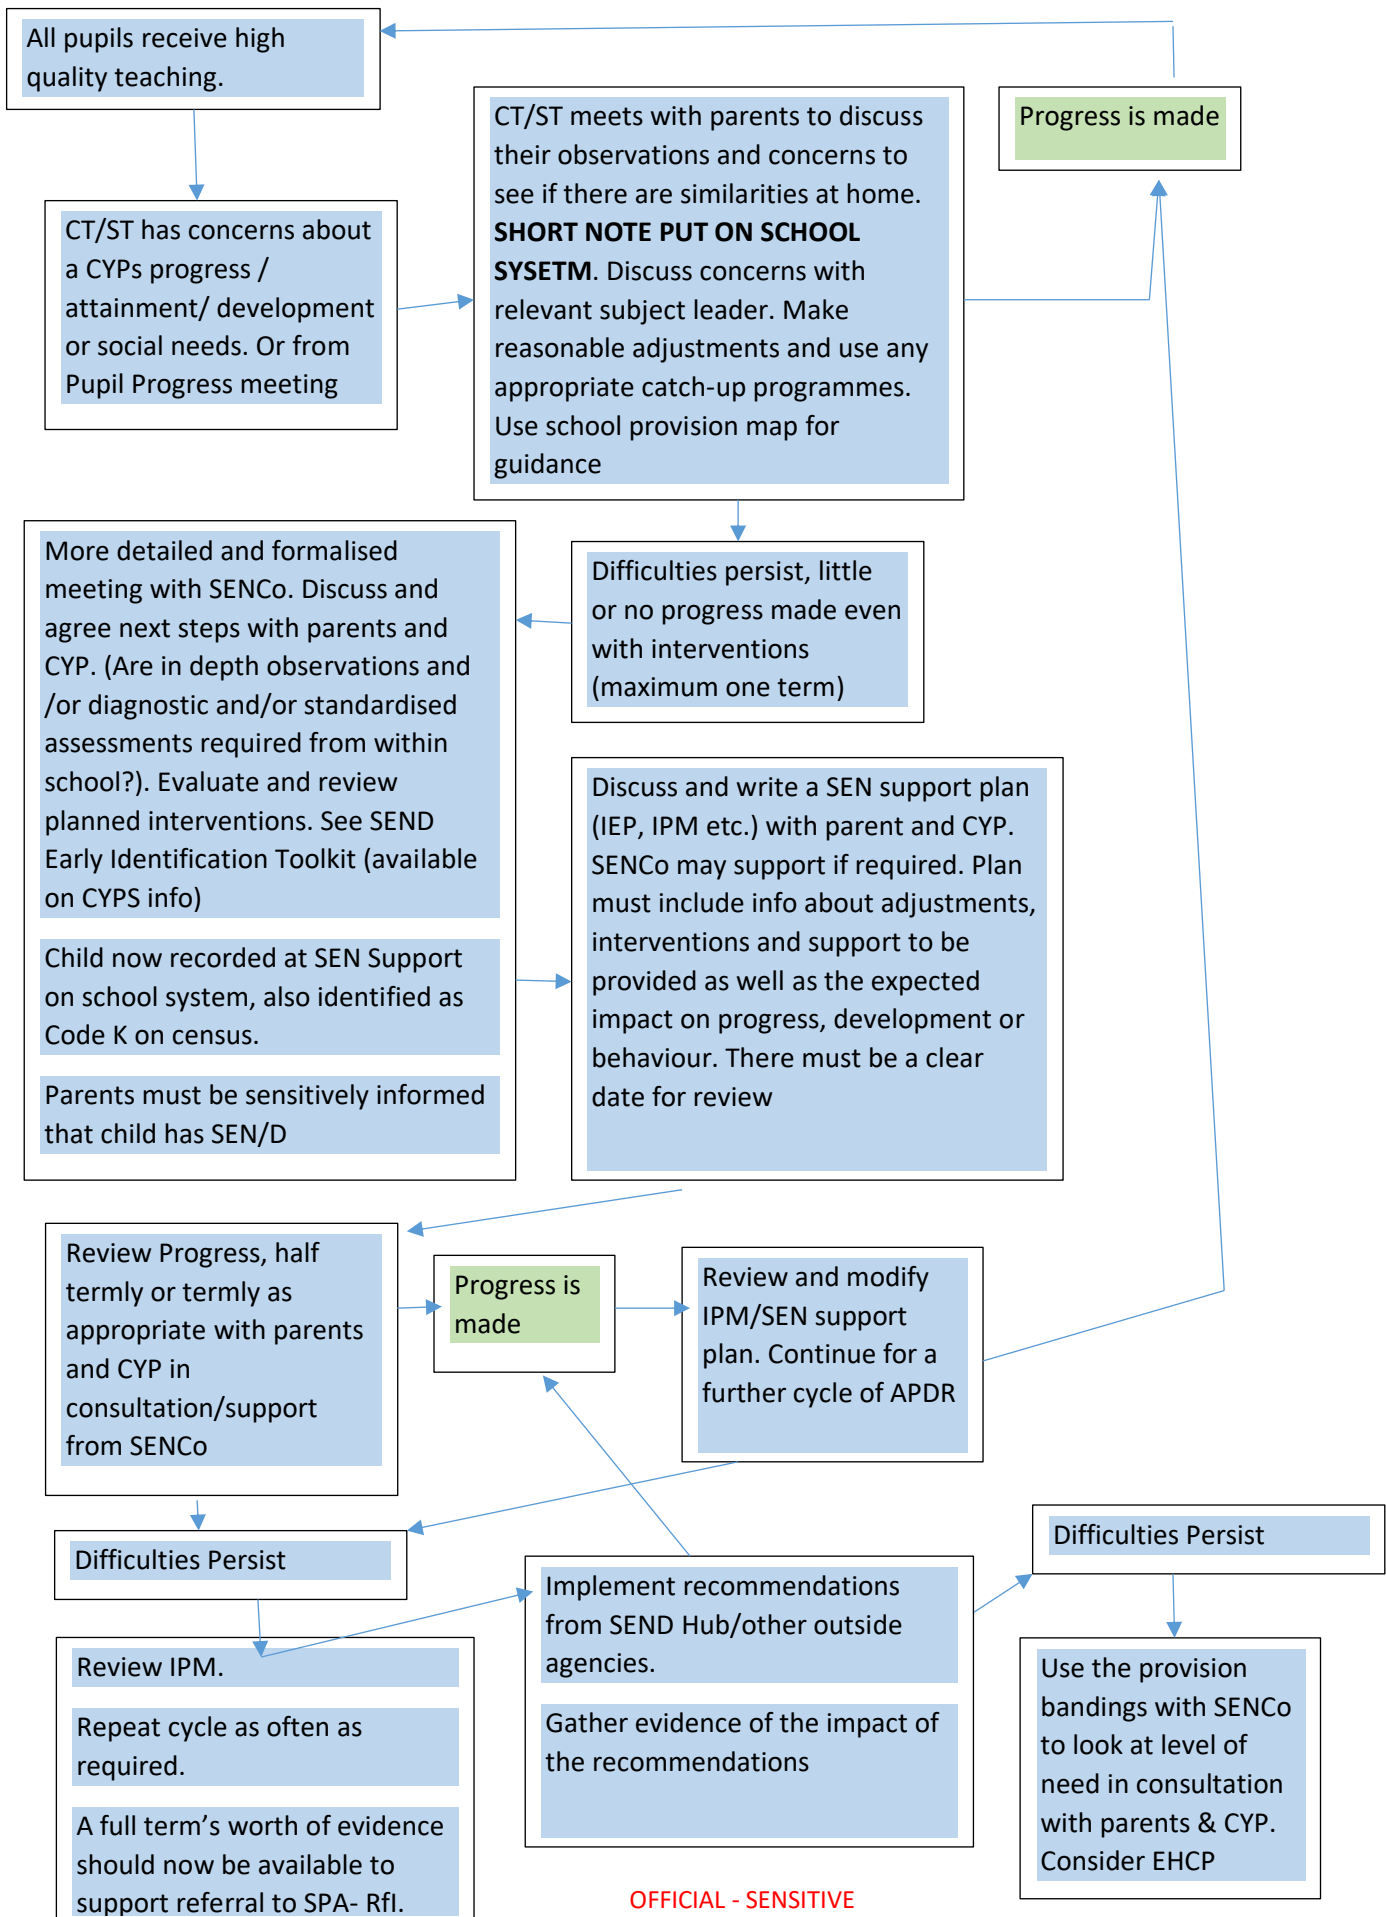 All pupils receive high
quality teaching.
Progress is made
CT/ST meets with parents to discuss
their observations and concerns to
see if there are similarities at home.
SHORT NOTE PUT ON SCHOOL
SYSETM. Discuss concerns with
relevant subject leader. Make
reasonable adjustments and use any
appropriate catch-up programmes.
Use school provision map for
guidance
CT/ST has concerns about
a CYPs progress /
attainment/ development
or social needs. Or from
Pupil Progress meeting
More detailed and formalised
meeting with SENCo. Discuss and
agree next steps with parents and
CYP. (Are in depth observations and
/or diagnostic and/or standardised
assessments required from within
school?). Evaluate and review
planned interventions. See SEND
Early Identification Toolkit (available
on CYPS info)
Child now recorded at SEN Support
on school system, also identified as
Code K on census.
Parents must be sensitively informed
that child has SEN/D
Difficulties persist, little
or no progress made even
with interventions
(maximum one term)
Discuss and write a SEN support plan
(IEP, IPM etc.) with parent and CYP.
SENCo may support if required. Plan
must include info about adjustments,
interventions and support to be
provided as well as the expected
impact on progress, development or
behaviour. There must be a clear
date for review
Review Progress, half
termly or termly as
appropriate with parents
and CYP in
consultation/support
from SENCo
Progress is
made
Review and modify
IPM/SEN support
plan. Continue for a
further cycle of APDR
Difficulties Persist
Difficulties Persist
Implement recommendations
from SEND Hub/other outside
agencies.
Gather evidence of the impact of
the recommendations
Review IPM.
Repeat cycle as often as
required.
A full term’s worth of evidence
should now be available to
support referral to SPA- RfI.
Use the provision
bandings with SENCo
to look at level of
need in consultation
with parents & CYP.
Consider EHCP
OFFICIAL - SENSITIVE